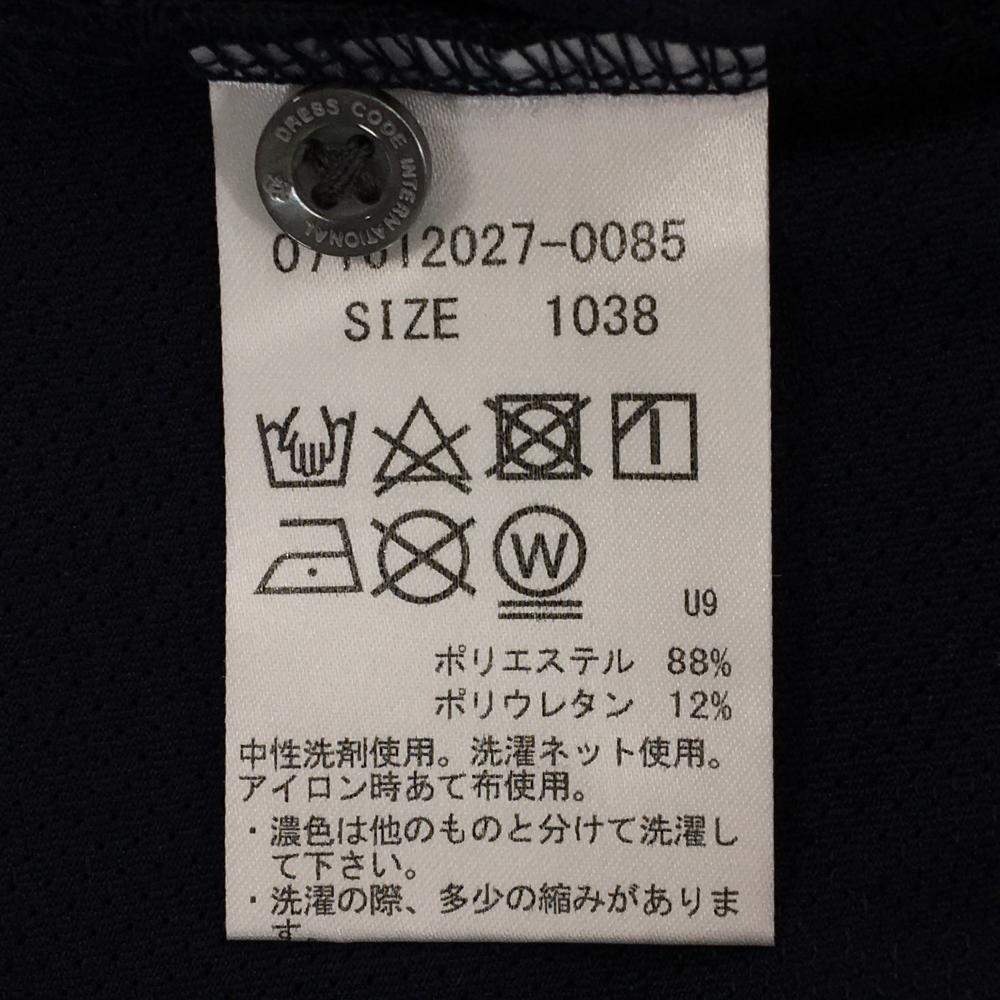 DRESS CODE INTERNATIONAL
2027-0085
SIZE 1038
W
U9
ポリエステル 88%
ポリウレタン 12%
中性洗剤使用。洗濯ネット使用。
アイロン時あて布使用。
・濃色は他のものと分けて洗濯し
て下さい。
・洗濯の際、多少の縮みがありま
す。